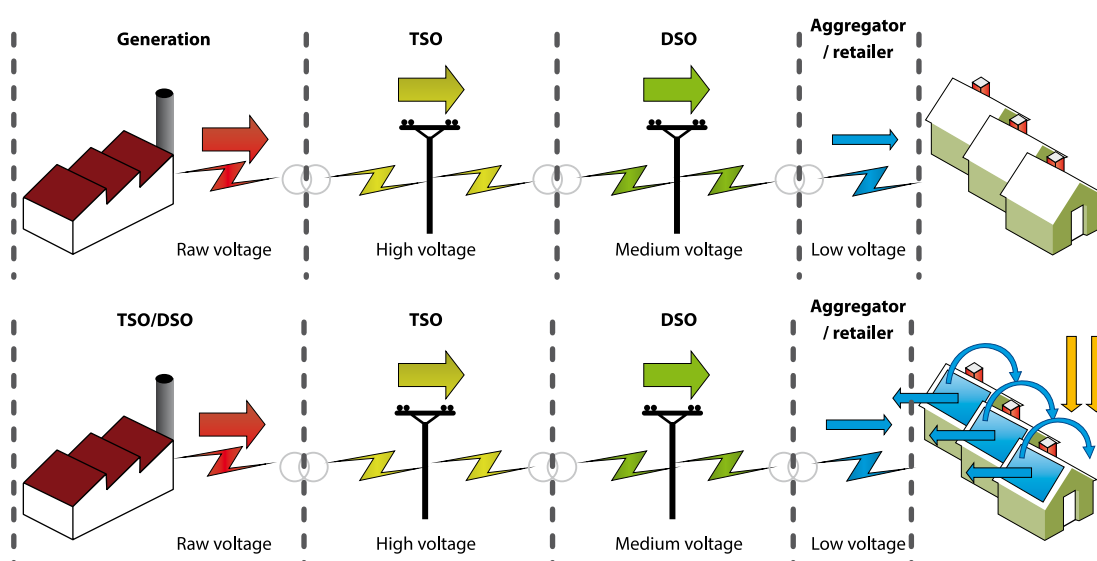 Generation
TSO
DSO
Aggregator
/ retailer
Raw voltage
High voltage
Medium voltage
Low voltage
TSO/DSO
TSO
DSO
Aggregator
/ retailer
Raw voltage
High voltage
Medium voltage
Low voltage